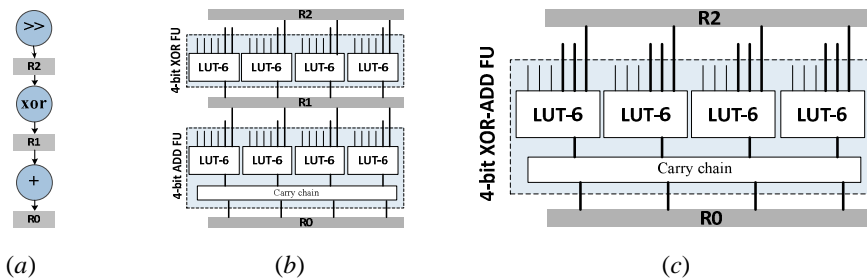 >>
R2
xor
R1
+
R0
(a)
R2
4-bit XOR FU
LUT-6 LUT-6 LUT-6 LUT-6
R1
4-bit ADD FU
LUT-6 LUT-6 LUT-6 LUT-6
Carry chain
R0
(b)
R2
4-bit XOR-ADD FU
LUT-6 LUT-6 LUT-6 LUT-6
Carry chain
R0
(c)